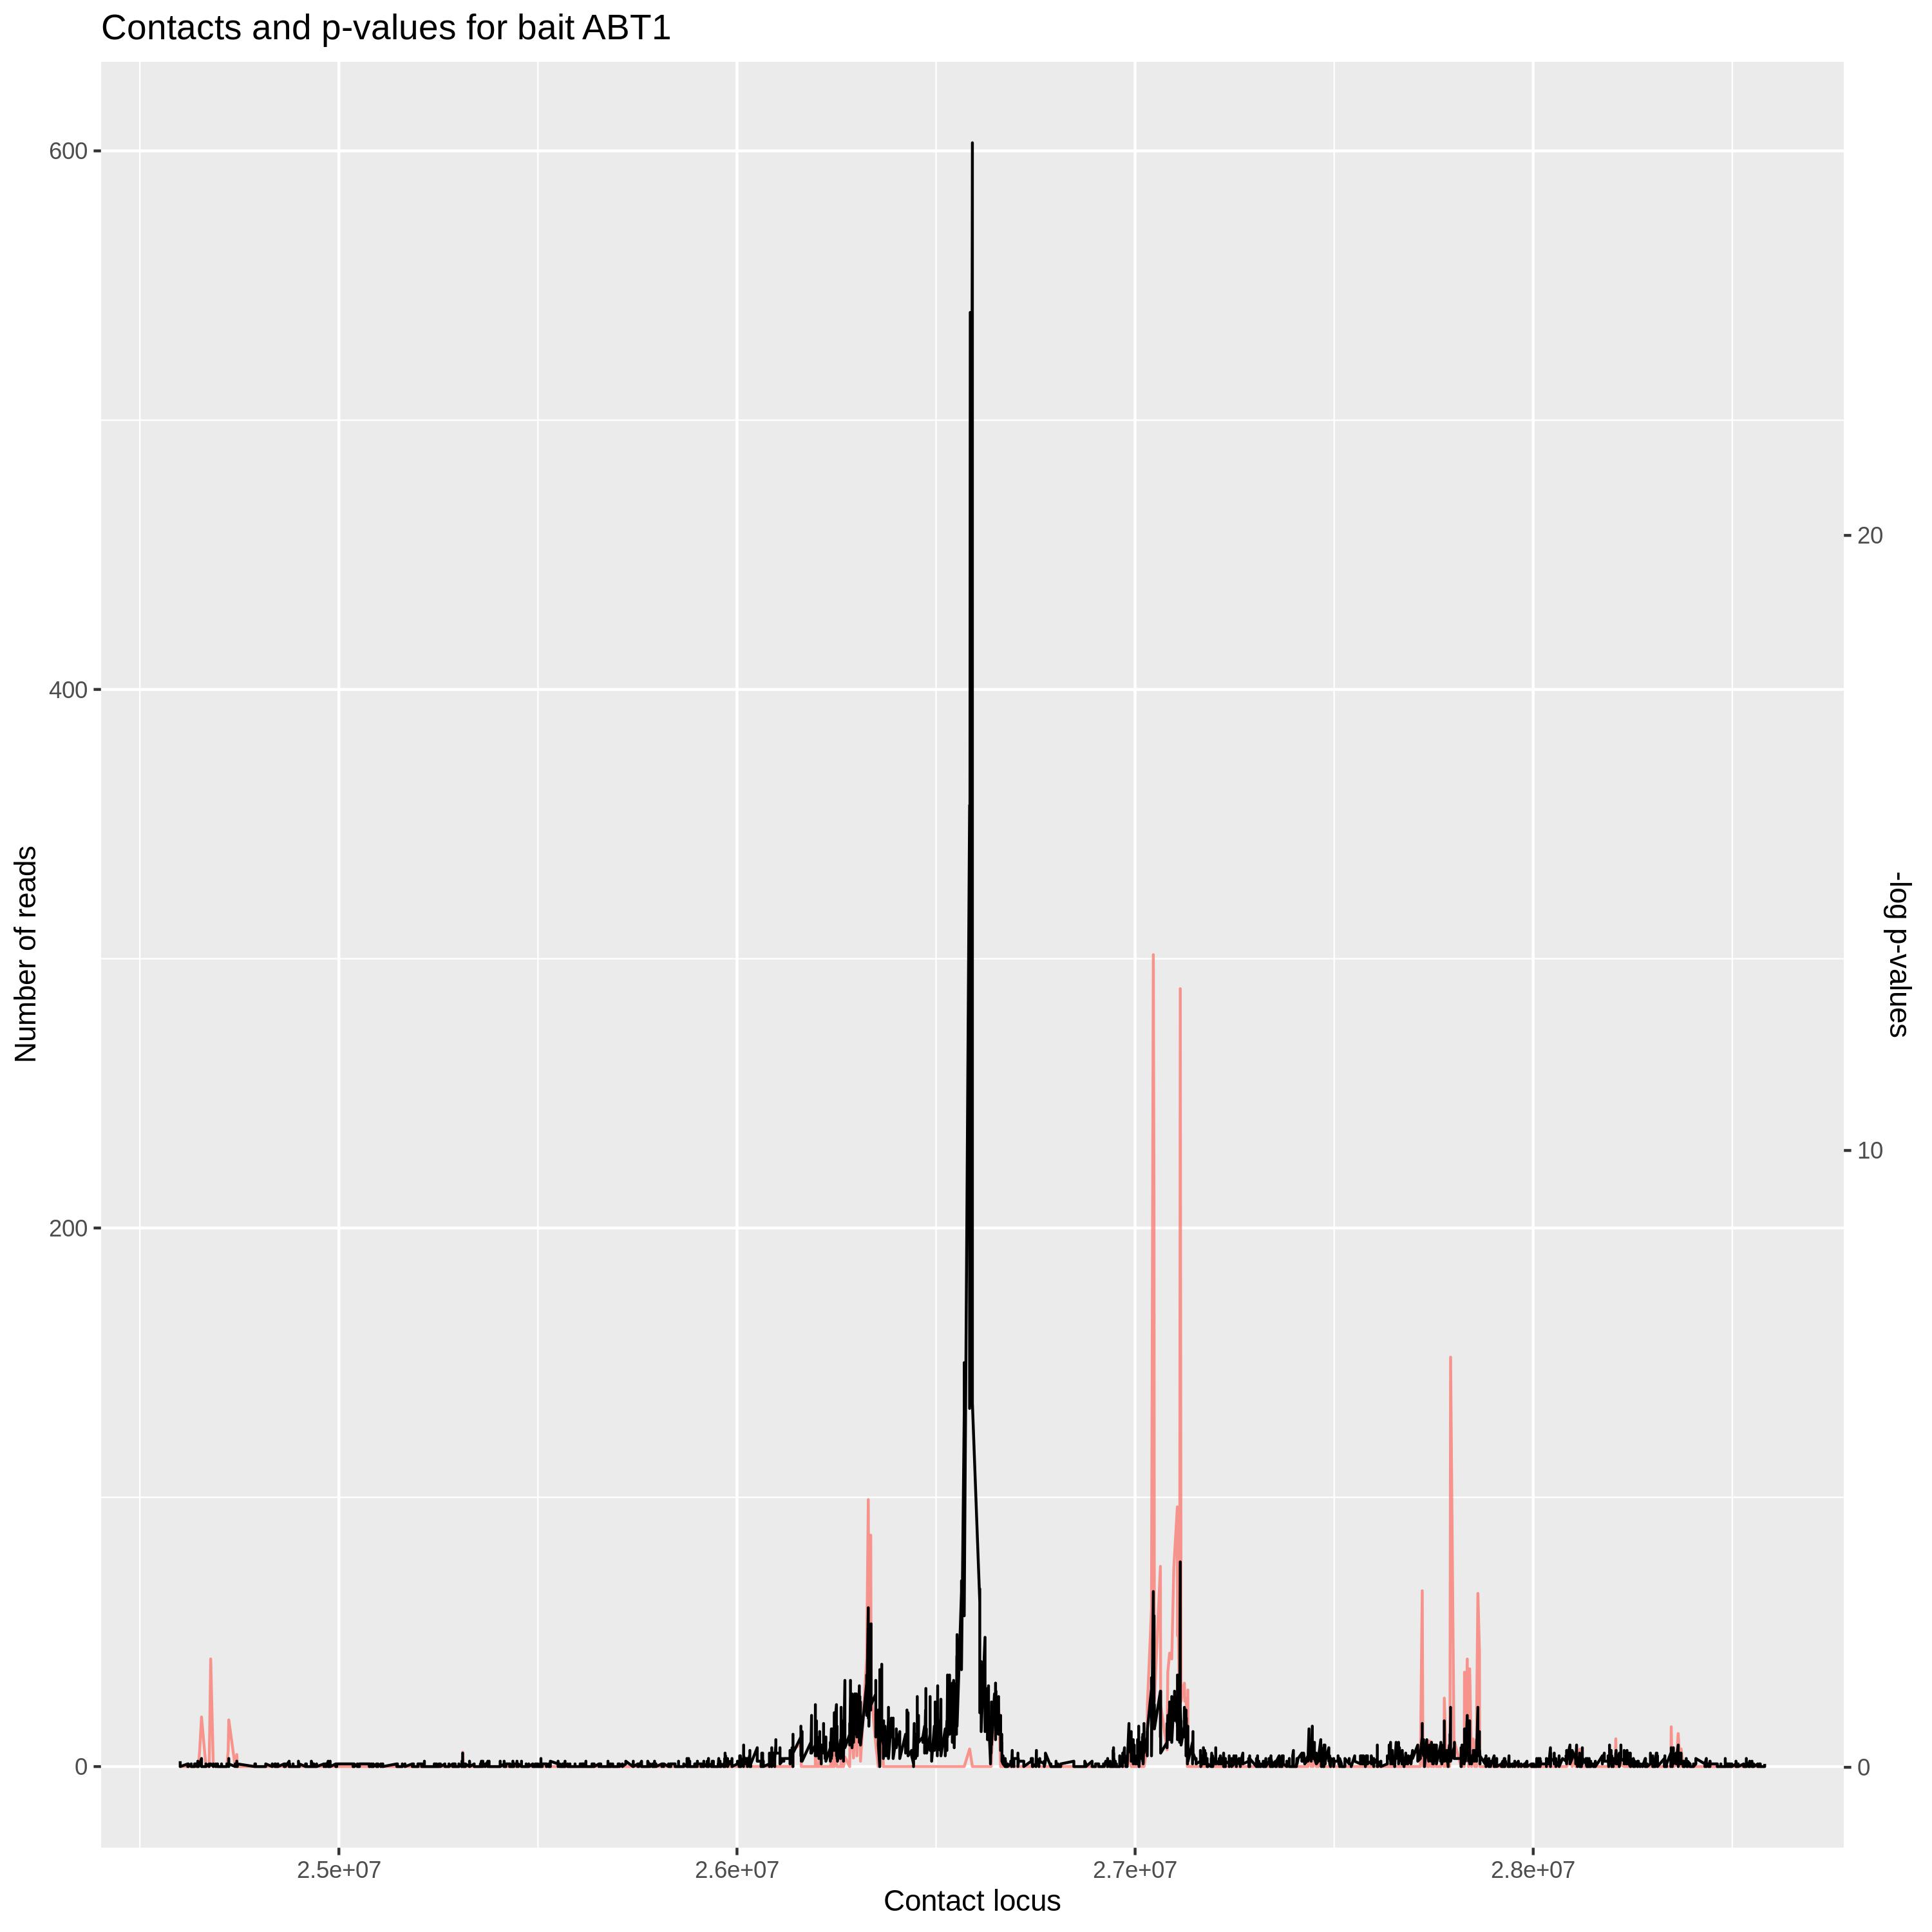 Contacts and p-values for bait ABT1
600
400
200
0
Number of reads
20
10
0
-log p-values
2.5e+07
2.6e+07
2.7e+07
2.8e+07
Contact locus